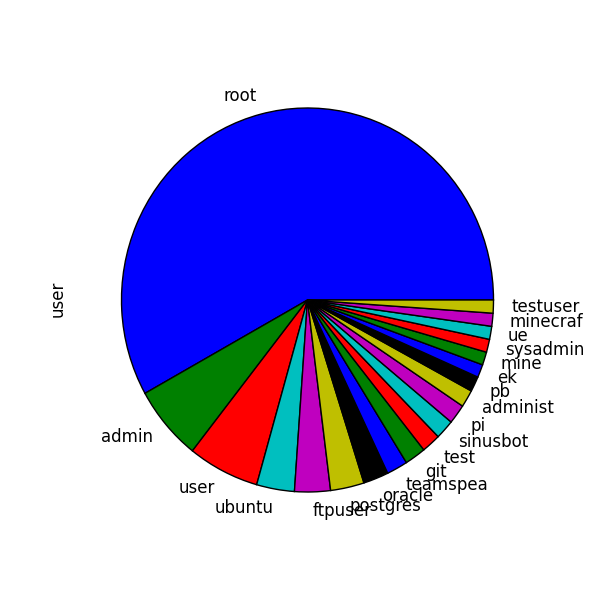 root
user
admin
user
ubuntu
ftpuser
postgres
oracle
teamspea
git
test
sinusbot
pi
administ
pb
ek
mine
sysadmin
ue
minecraf
testuser